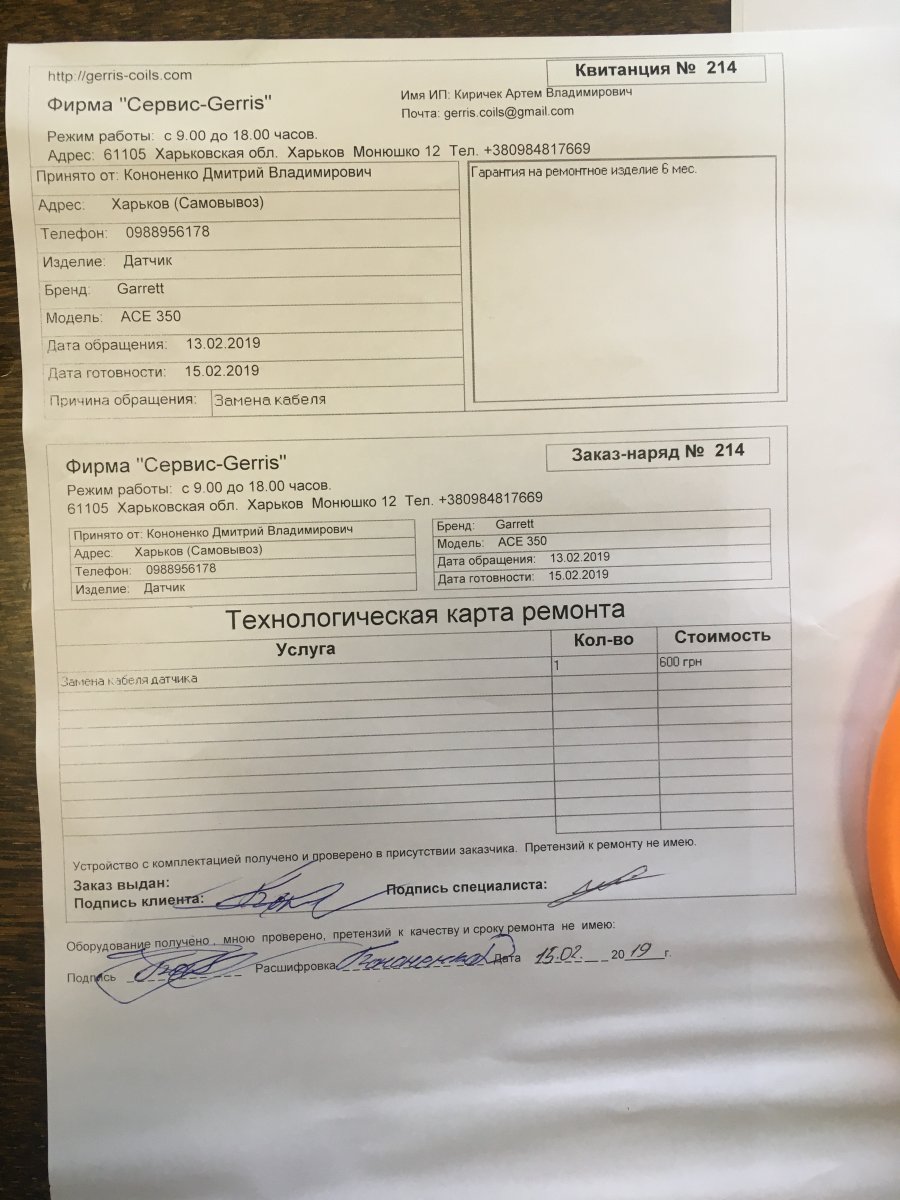 http://gerris-coils.com
Квитанция № 214
Фирма "Сервис-Gerris"
Имя ИП: Киричек Артем Владимирович
Почта: gerris.coils@gmail.com
Режим работы: с 9.00 до 18.00 часов.
Адрес: 61105 Харьковская обл. Харьков Монюшко 12 Тел. +380984817669
Принято от: Кононенко Дмитрий Владимирович
Адрес: Харьков (Самовывоз)
Телефон: 0988956178
Изделие: Датчик
Бренд: Garrett
Модель: ACE 350
Дата обращения: 13.02.2019
Дата готовности: 15.02.2019
Причина обращения: Замена кабеля
Гарантия на ремонтное изделие 6 мес.
Фирма "Сервис-Gerris"
Заказ-наряд № 214
Режим работы: с 9.00 до 18.00 часов.
61105 Харьковская обл. Харьков Монюшко 12 Тел. +380984817669
Принято от: Кононенко Дмитрий Владимирович
Адрес: Харьков (Самовывоз)
Телефон: 0988956178
Изделие: Датчик
Бренд: Garrett
Модель: ACE 350
Дата обращения: 13.02.2019
Дата готовности: 15.02.2019
Технологическая карта ремонта
Услуга Кол-во Стоимость
Замена кабеля датчика 1 600 грн
Устройство с комплектацией получено и проверено в присутствии заказчика. Претензий к ремонту не имею.
Заказ выдан:
Подпись клиента: Подпись специалиста:
Оборудование получено , мною проверено, претензий к качеству и сроку ремонта не имею:
Подпись Расшифровка Кононенко Дата 15.02. 2019 г.